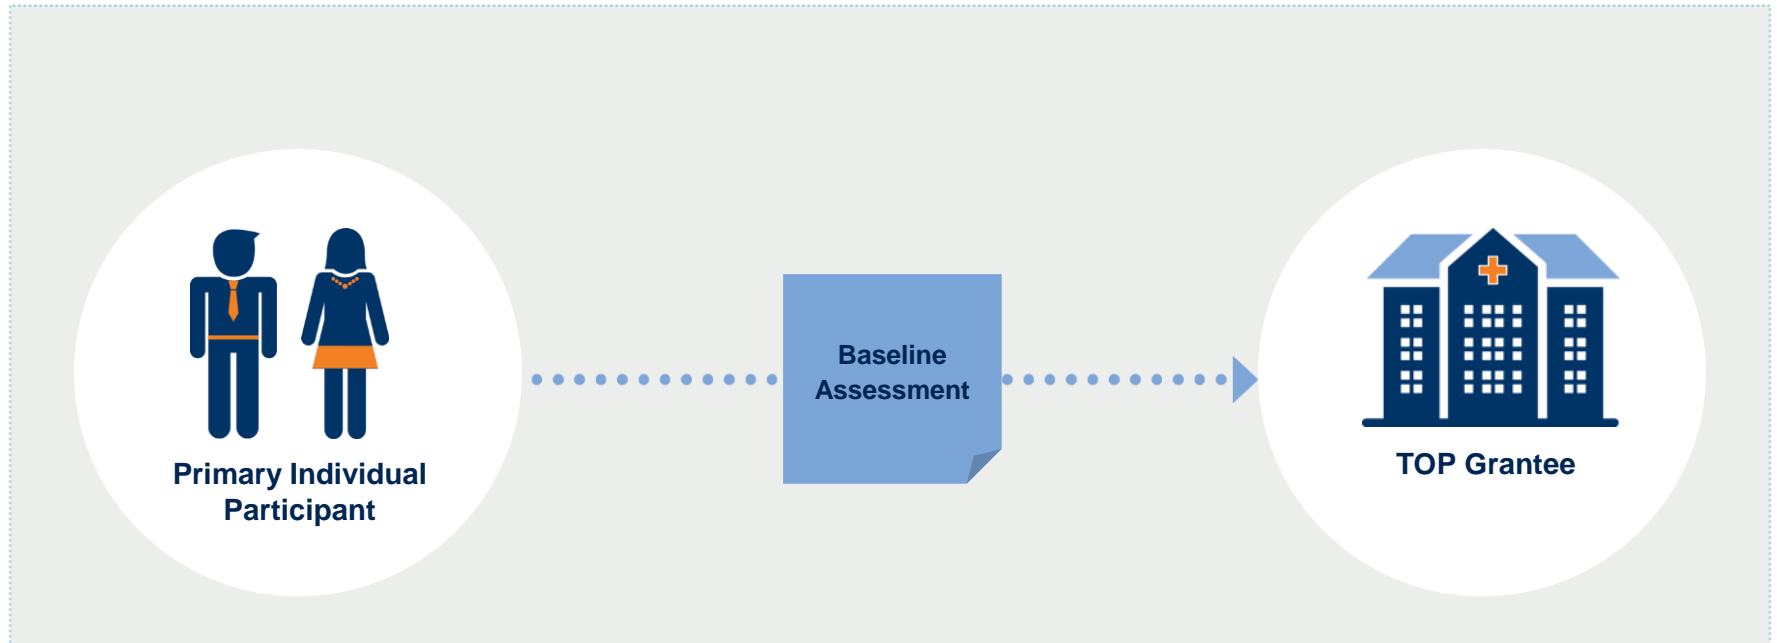 Primary Individual
Participant
Baseline
Assessment
TOP Grantee